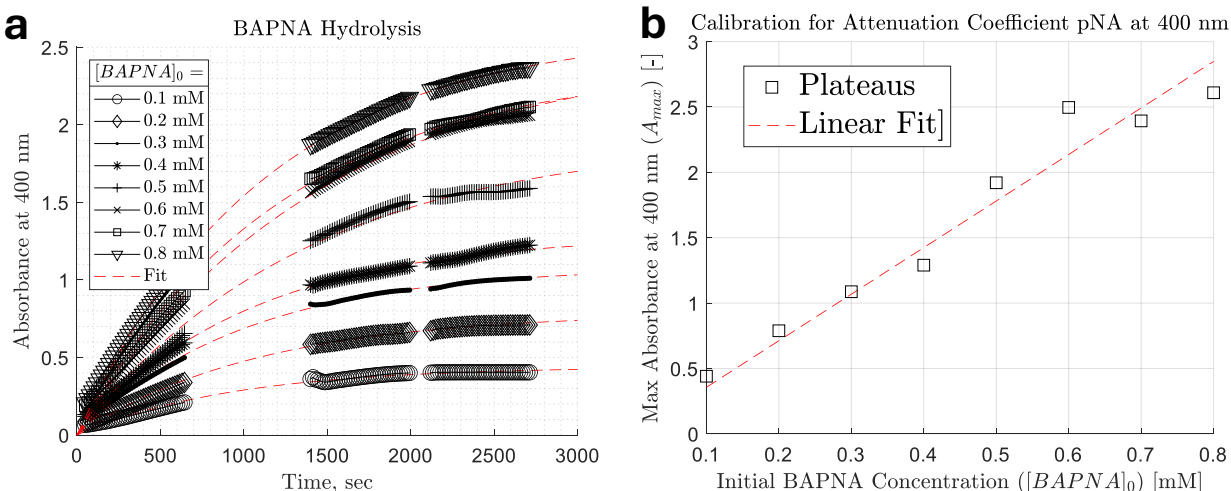 a
BAPNA Hydrolysis
[BAPNA]₀ =
0.1 mM
0.2 mM
0.3 mM
0.4 mM
0.5 mM
0.6 mM
0.7 mM
0.8 mM
Fit
Absorbance at 400 nm
2.5
2
1.5
1
0.5
0
0 500 1000 1500 2000 2500 3000
Time, sec
b
Calibration for Attenuation Coefficient pNA at 400 nm
Plateaus
Linear Fit]
Max Absorbance at 400 nm (Aₘₐₓ) [-]
3
2.5
2
1.5
1
0.5
0
0.1 0.2 0.3 0.4 0.5 0.6 0.7 0.8
Initial BAPNA Concentration ([BAPNA]₀) [mM]